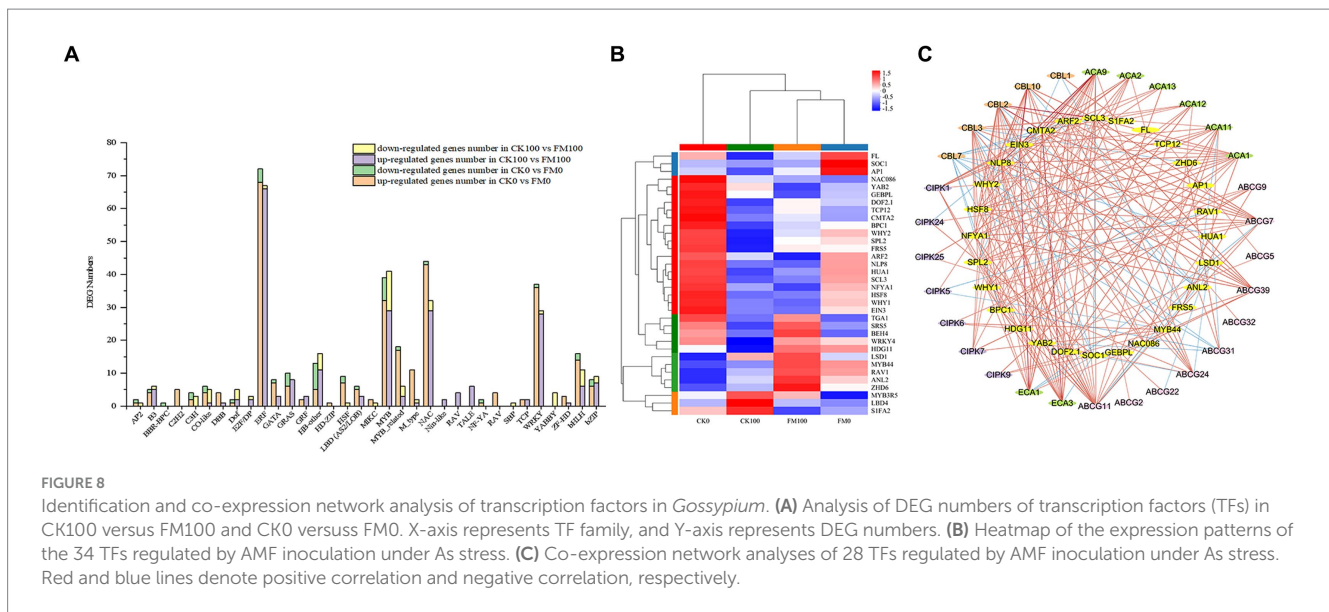 A
B
C
80
70
60
50
40
30
20
10
0
DEG Numbers
down-regulated genes number in CK100 vs FM100
up-regulated genes number in CK100 vs FM100
down-regulated genes number in CK0 vs FM0
up-regulated genes number in CK0 vs FM0
AP2
B3
BBR-BPC
C2H2
C3H
CO-like
DBB
Dof
E2F/DP
ERF
GATA
GRAS
GRF
HB-other
HD-ZIP
HSF
LBD (AS2/LOB)
MIKC
MYB
MYB_related
M_type
NAC
Nin-like
NF-YA
RAV
TALE
SBP
TCP
WRKY
YABBY
ZF-HD
bHLH
bZIP
1.5
1
0.5
0
-0.5
-1
-1.5
FL
SOC1
AP1
NAC086
YAB2
GEBPL
DOF2.1
TCP12
CMTA2
BPC1
WHY2
SPL2
FRS5
ARF2
NLP8
HUA1
SCL3
NFYA1
HSF8
WHY1
EIN3
TGA1
SRS5
BEH4
WRKY4
HDG11
LSD1
MYB44
RAV1
ANL2
ZHD6
MYB3R5
LBD4
S1FA2
CK0 CK100 FM100 FM0
CBL1
ACA9
ACA2
CBL10
ACA13
CBL2
ACA12
CBL3
ACA11
CBL7
ACA1
CIPK1
ABCG9
CIPK24
ABCG7
CIPK25
ABCG5
CIPK5
ABCG39
CIPK6
ABCG32
CIPK7
ABCG31
CIPK9
ABCG24
ECA1
ABCG22
ECA3
ABCG2
ABCG11
SCL3
S1FA2
ARF2
FL
CMTA2
TCP12
EIN3
ZHD6
NLP8
AP1
WHY2
RAV1
HSF8
HUA1
NFYA1
LSD1
SPL2
ANL2
WHY1
FRS5
BPC1
MYB44
HDG11
NAC086
YAB2
GEBPL
DOF2.1
SOC1
FIGURE 8
Identification and co-expression network analysis of transcription factors in Gossypium. (A) Analysis of DEG numbers of transcription factors (TFs) in
CK100 versus FM100 and CK0 versuss FM0. X-axis represents TF family, and Y-axis represents DEG numbers. (B) Heatmap of the expression patterns of
the 34 TFs regulated by AMF inoculation under As stress. (C) Co-expression network analyses of 28 TFs regulated by AMF inoculation under As stress.
Red and blue lines denote positive correlation and negative correlation, respectively.